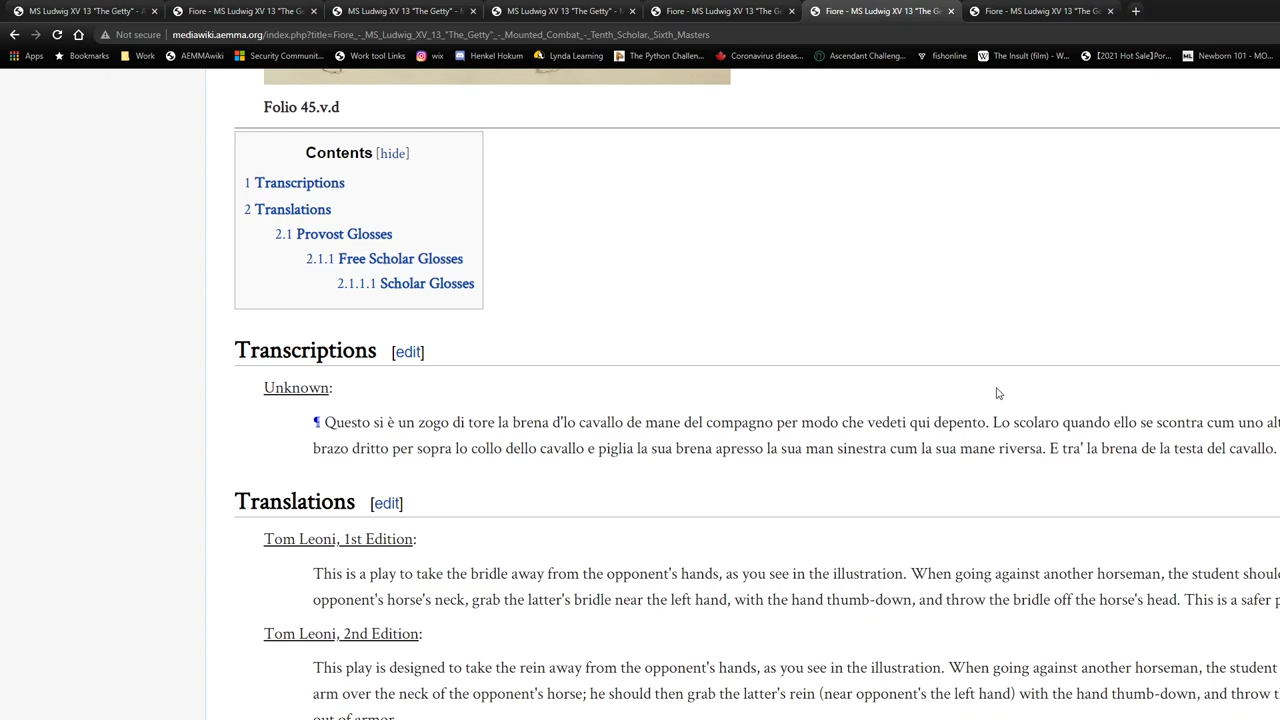 MS Ludwig XV 13 "The Getty" - A
Fiore - MS Ludwig XV 13 "The Ge
MS Ludwig XV 13 "The Getty" - M
MS Ludwig XV 13 "The Getty" - M
Fiore - MS Ludwig XV 13 "The Ge
Fiore - MS Ludwig XV 13 "The Ge
Fiore - MS Ludwig XV 13 "The Ge
Not secure | mediawiki.aemma.org/index.php?title=Fiore_-_MS_Ludwig_XV_13_"The_Getty"_-_Mounted_Combat_-_Tenth_Scholar,_Sixth_Masters
Apps Bookmarks Work AEMMAwiki Security Communit... Work tool Links wix Henkel Hokum Lynda Learning The Python Challen... Coronavirus diseas... Ascendant Challeng... fishonline The Insult (film) - W... 【2021 Hot Sale】Por... Newborn 101 - MO...
Folio 45.v.d
Contents [hide]
1 Transcriptions
2 Translations
2.1 Provost Glosses
2.1.1 Free Scholar Glosses
2.1.1.1 Scholar Glosses
Transcriptions [edit]
Unknown:
¶ Questo si è un zogo di tore la brena d'lo cavallo de mane del compagno per modo che vedeti qui depento. Lo scolaro quando ello se scontra cum uno alt
brazo dritto per sopra lo collo dello cavallo e piglia la sua brena apresso la sua man sinestra cum la sua mane riversa. E tra' la brena de la testa del cavallo.
Translations [edit]
Tom Leoni, 1st Edition:
This is a play to take the bridle away from the opponent's hands, as you see in the illustration. When going against another horseman, the student shoul
opponent's horse's neck, grab the latter's bridle near the left hand, with the hand thumb-down, and throw the bridle off the horse's head. This is a safer p
Tom Leoni, 2nd Edition:
This play is designed to take the rein away from the opponent's hands, as you see in the illustration. When going against another horseman, the student
arm over the neck of the opponent's horse; he should then grab the latter's rein (near opponent's the left hand) with the hand thumb-down, and throw t
out of armor.